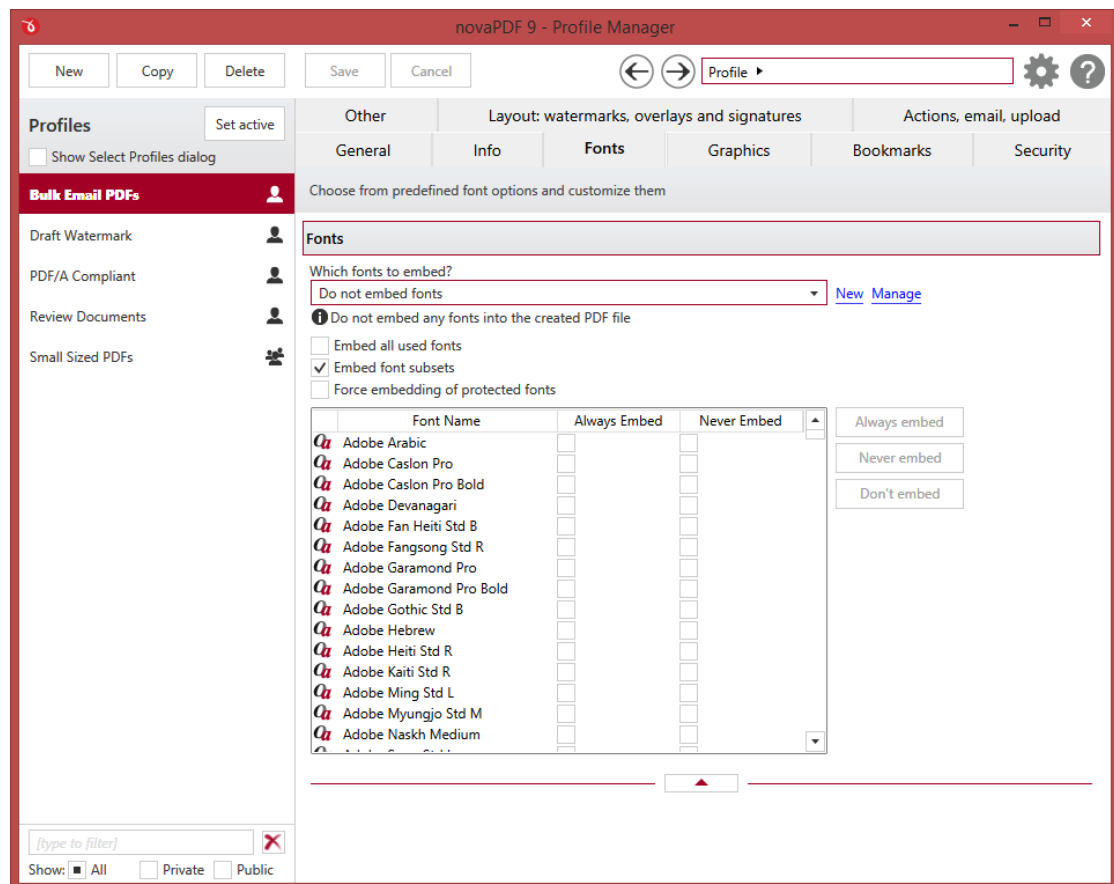 novaPDF 9 - Profile Manager
New Copy Delete Save Cancel Profile
Profiles Set active
Show Select Profiles dialog
Other Layout: watermarks, overlays and signatures Actions, email, upload
General Info Fonts Graphics Bookmarks Security
Bulk Email PDFs
Draft Watermark
PDF/A Compliant
Review Documents
Small Sized PDFs
Choose from predefined font options and customize them
Fonts
Which fonts to embed?
Do not embed fonts New Manage
Do not embed any fonts into the created PDF file
Embed all used fonts
Embed font subsets
Force embedding of protected fonts
Font Name Always Embed Never Embed
Adobe Arabic
Adobe Caslon Pro
Adobe Caslon Pro Bold
Adobe Devanagari
Adobe Fan Heiti Std B
Adobe Fangsong Std R
Adobe Garamond Pro
Adobe Garamond Pro Bold
Adobe Gothic Std B
Adobe Hebrew
Adobe Heiti Std R
Adobe Kaiti Std R
Adobe Ming Std L
Adobe Myungjo Std M
Adobe Naskh Medium
Always embed
Never embed
Don't embed
[type to filter]
Show: All Private Public